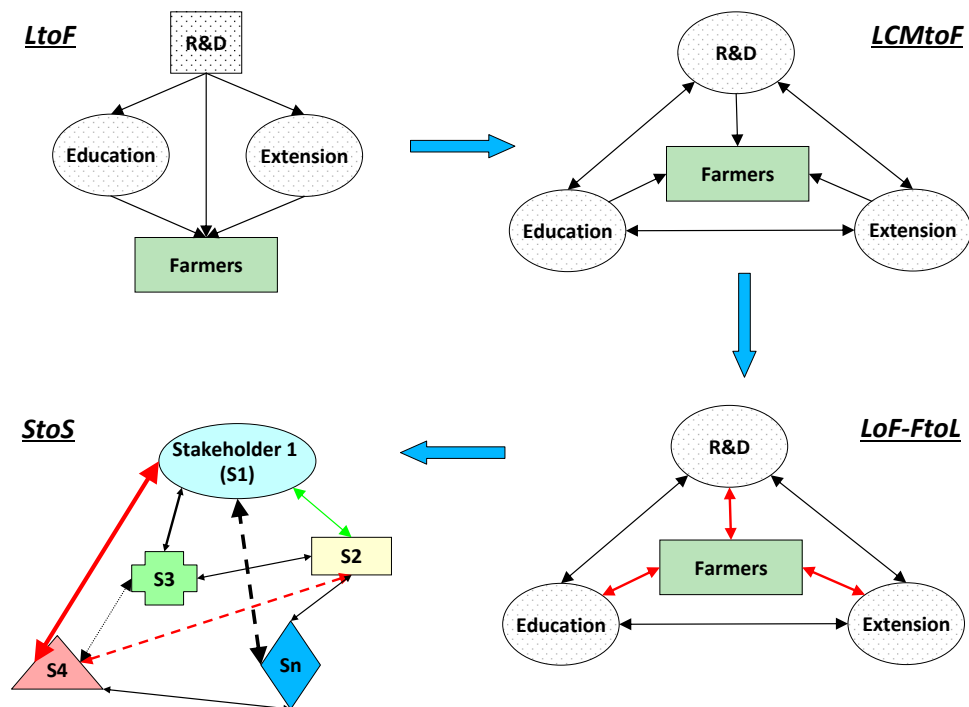 LtoF
R&D
Education
Extension
Farmers
LCMtoF
R&D
Farmers
Education
Extension
StoS
Stakeholder 1
(S1)
S2
S3
S4
Sn
LoF-FtoL
R&D
Farmers
Education
Extension